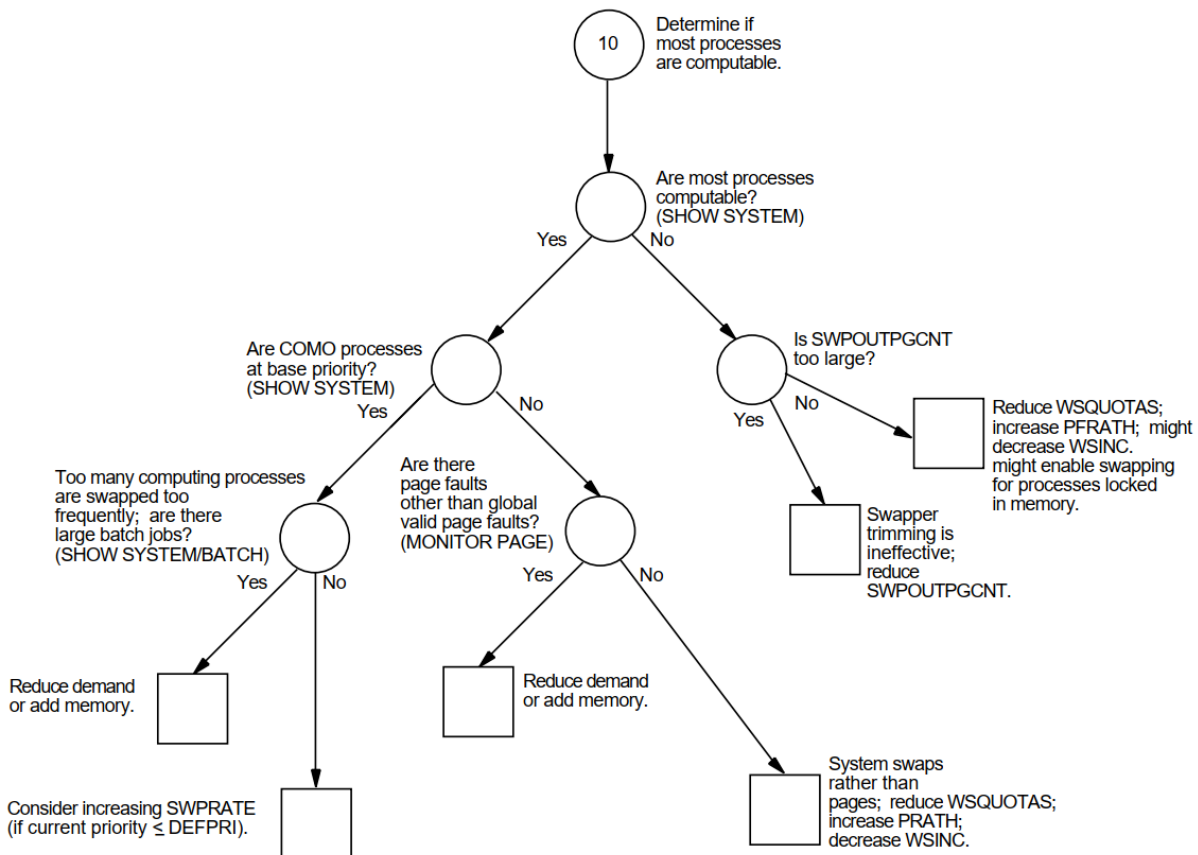 10
Determine if
most processes
are computable.
Are most processes
computable?
(SHOW SYSTEM)
Yes
No
Are COMO processes
at base priority?
(SHOW SYSTEM)
Yes
No
Is SWPOUTPGCNT
too large?
Yes
No
Reduce WSQUOTAS;
increase PFRATH; might
decrease WSINC.
might enable swapping
for processes locked
in memory.
Too many computing processes
are swapped too
frequently; are there
large batch jobs?
(SHOW SYSTEM/BATCH)
Yes
No
Are there
page faults
other than global
valid page faults?
(MONITOR PAGE)
Yes
No
Swapper
trimming is
ineffective;
reduce
SWPOUTPGCNT.
Reduce demand
or add memory.
Reduce demand
or add memory.
Consider increasing SWPRATE
(if current priority ≤ DEFPRI).
System swaps
rather than
pages; reduce WSQUOTAS;
increase PRATH;
decrease WSINC.